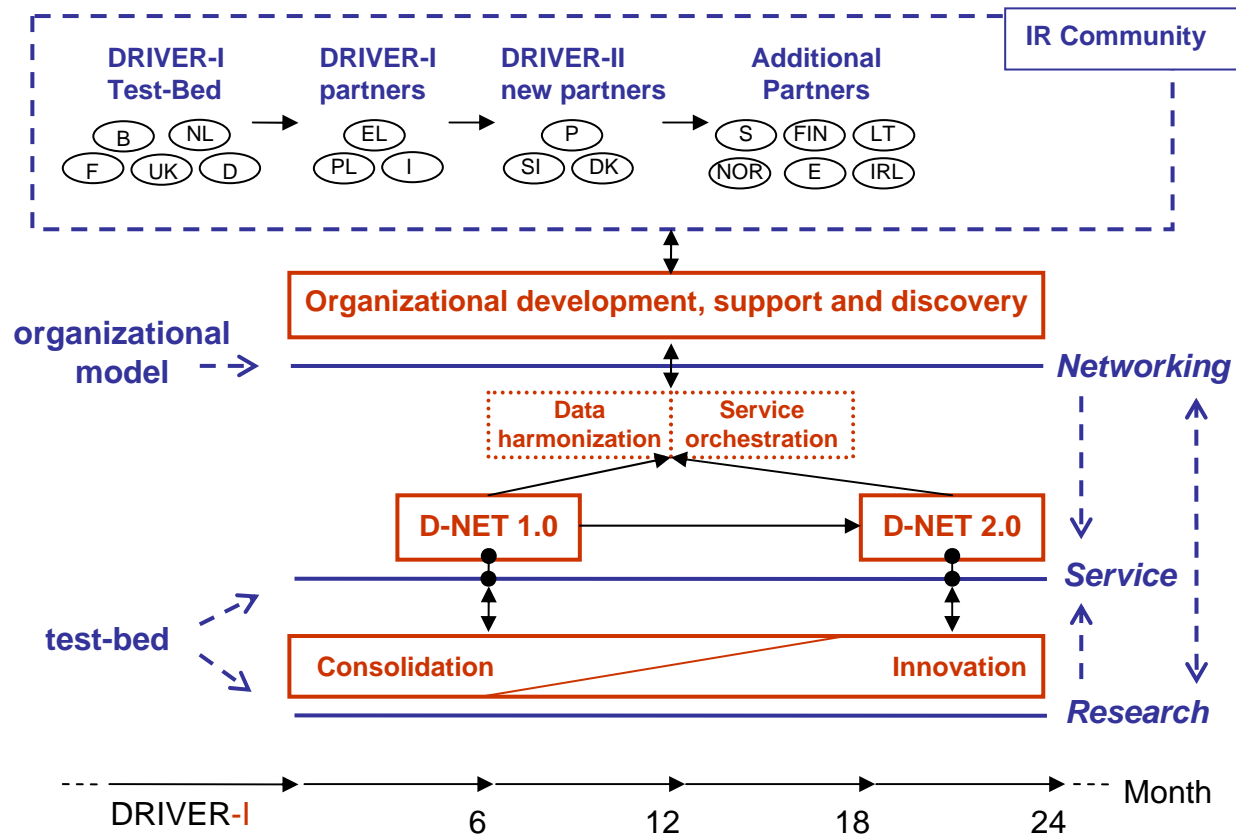 IR Community
DRIVER-I
Test-Bed
DRIVER-I
partners
DRIVER-II
new partners
Additional
Partners
B
NL
F
UK
D
EL
PL
I
P
SI
DK
S
FIN
LT
NOR
E
IRL
Organizational development, support and discovery
organizational
model
Networking
Data
harmonization
Service
orchestration
D-NET 1.0
D-NET 2.0
Service
test-bed
Consolidation
Innovation
Research
DRIVER-I
6
12
18
24
Month